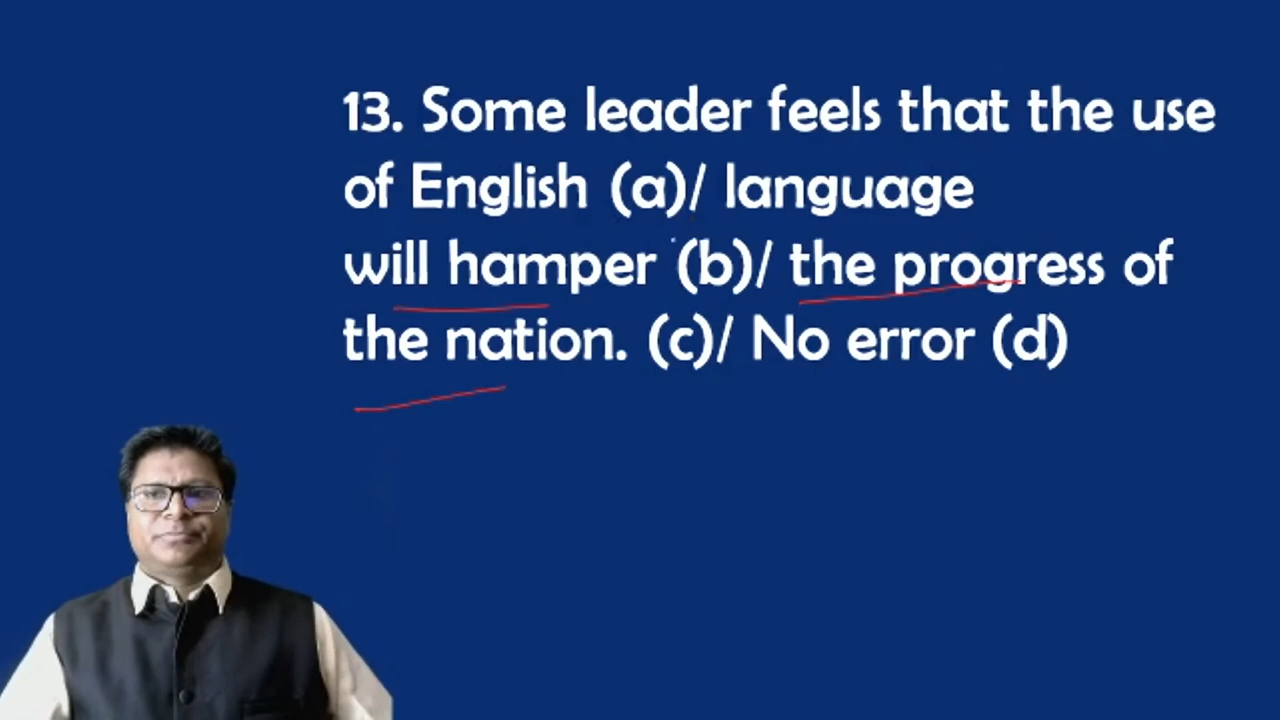 13. Some leader feels that the use
of English (a)/ language
will hamper (b)/ the progress of
the nation. (c)/ No error (d)